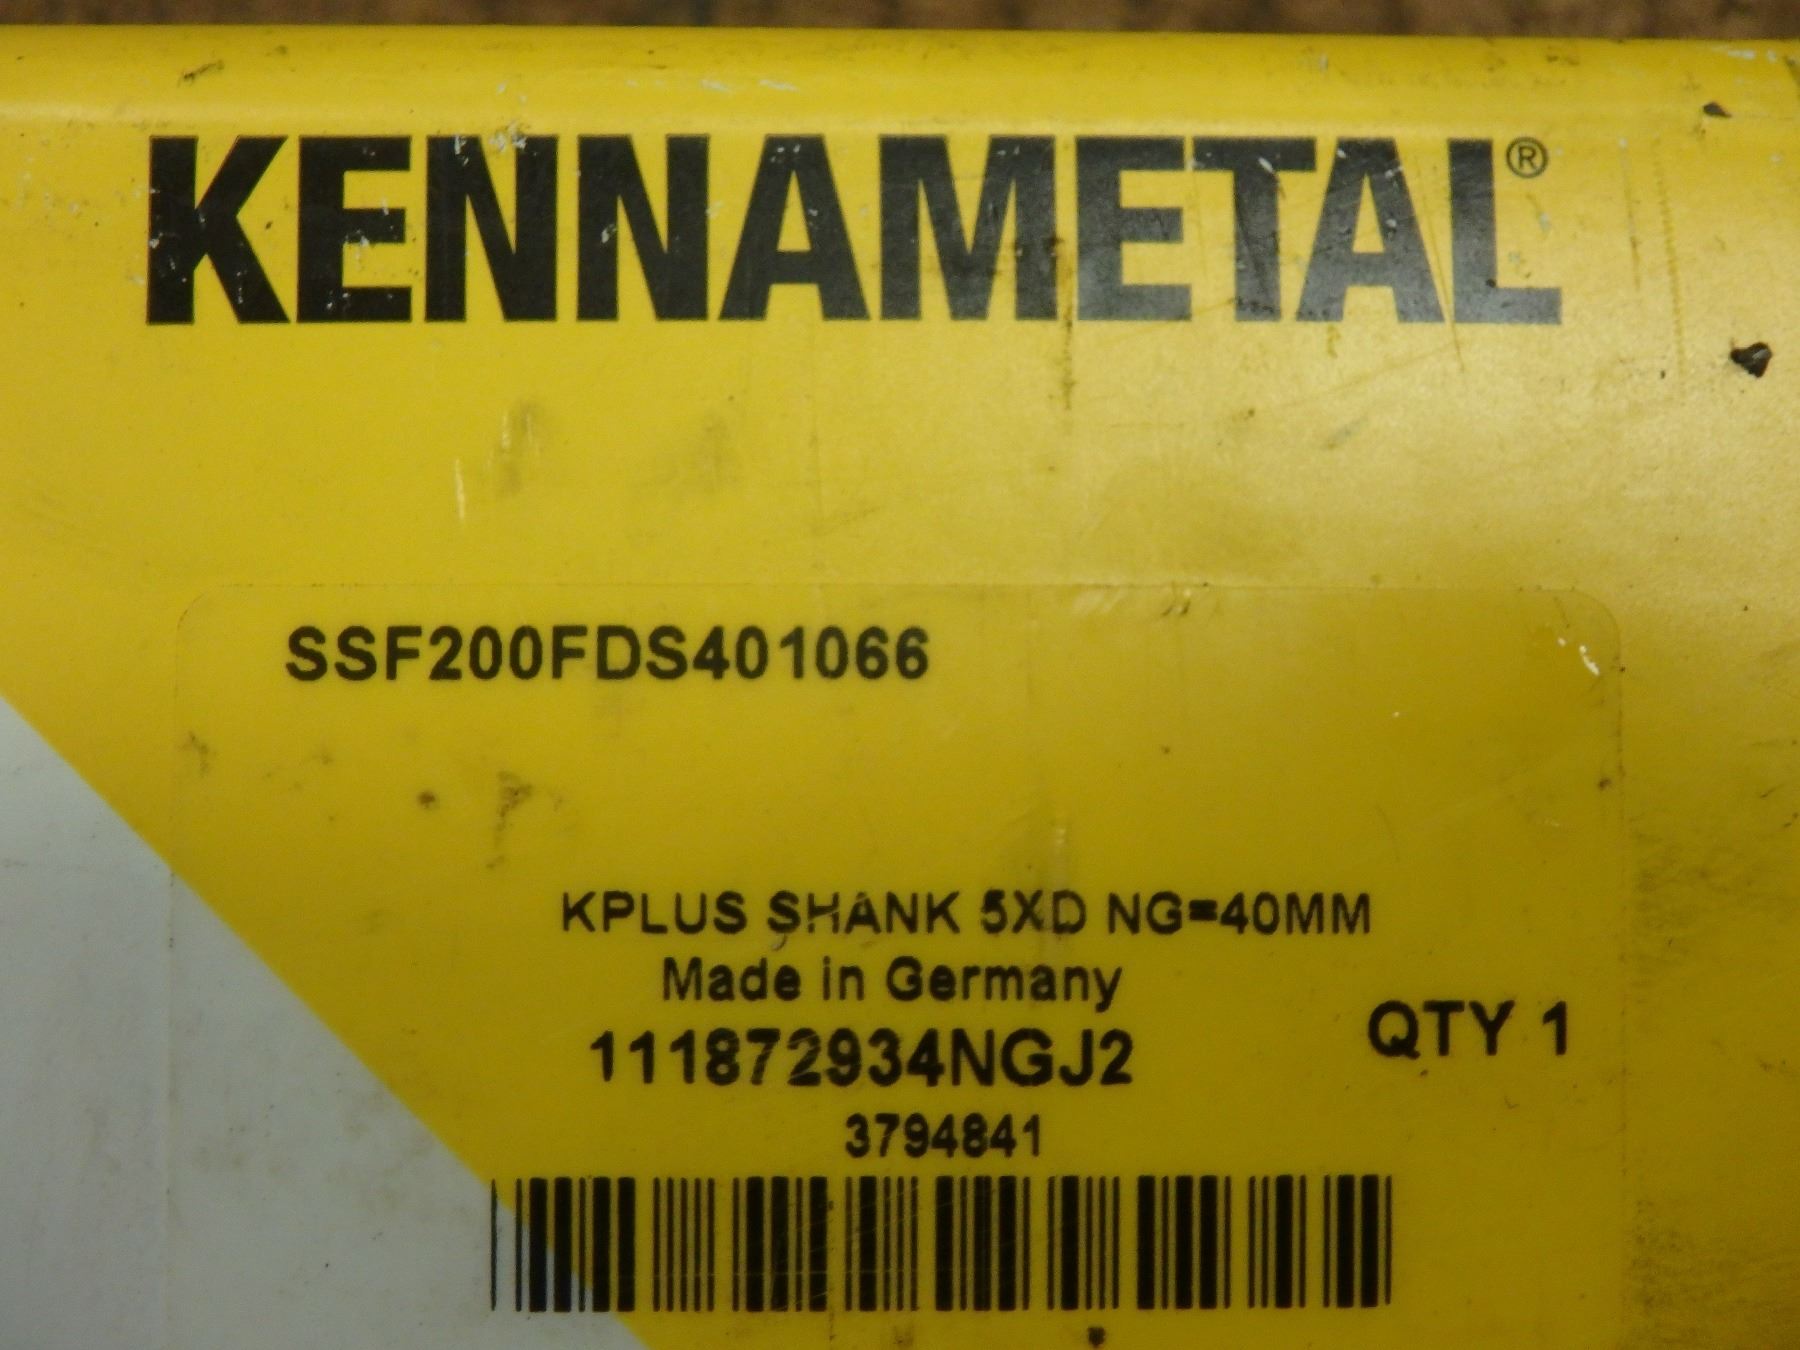 KENNAMETAL®
SSF200FDS401066
KPLUS SHANK 5XD NG=40MM
Made in Germany
111872934NGJ2
QTY 1
3794841